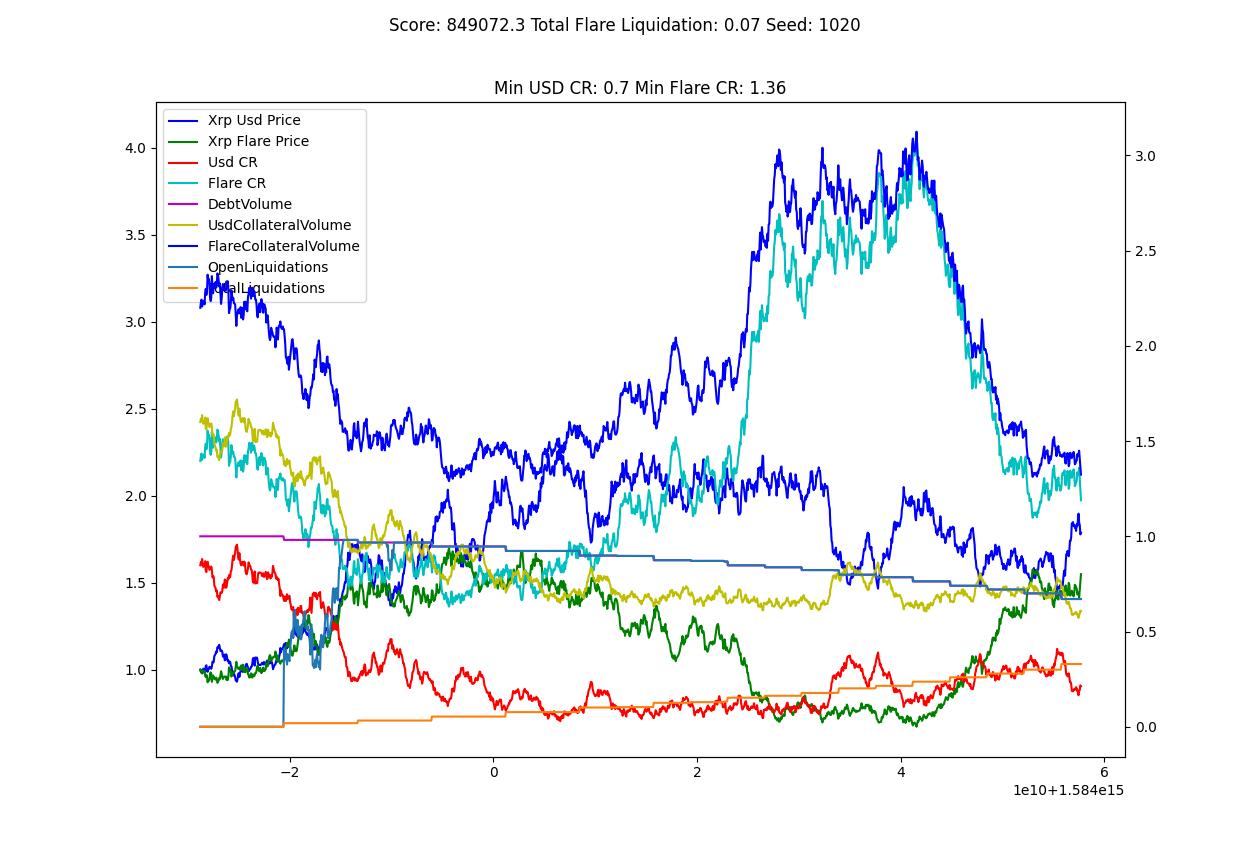 Score: 849072.3 Total Flare Liquidation: 0.07 Seed: 1020
Min USD CR: 0.7 Min Flare CR: 1.36
Xrp Usd Price
Xrp Flare Price
Usd CR
Flare CR
DebtVolume
UsdCollateralVolume
FlareCollateralVolume
OpenLiquidations
TotalLiquidations
4.0
3.5
3.0
2.5
2.0
1.5
1.0
3.0
2.5
2.0
1.5
1.0
0.5
0.0
−2
0
2
4
6
1e10+1.584e15